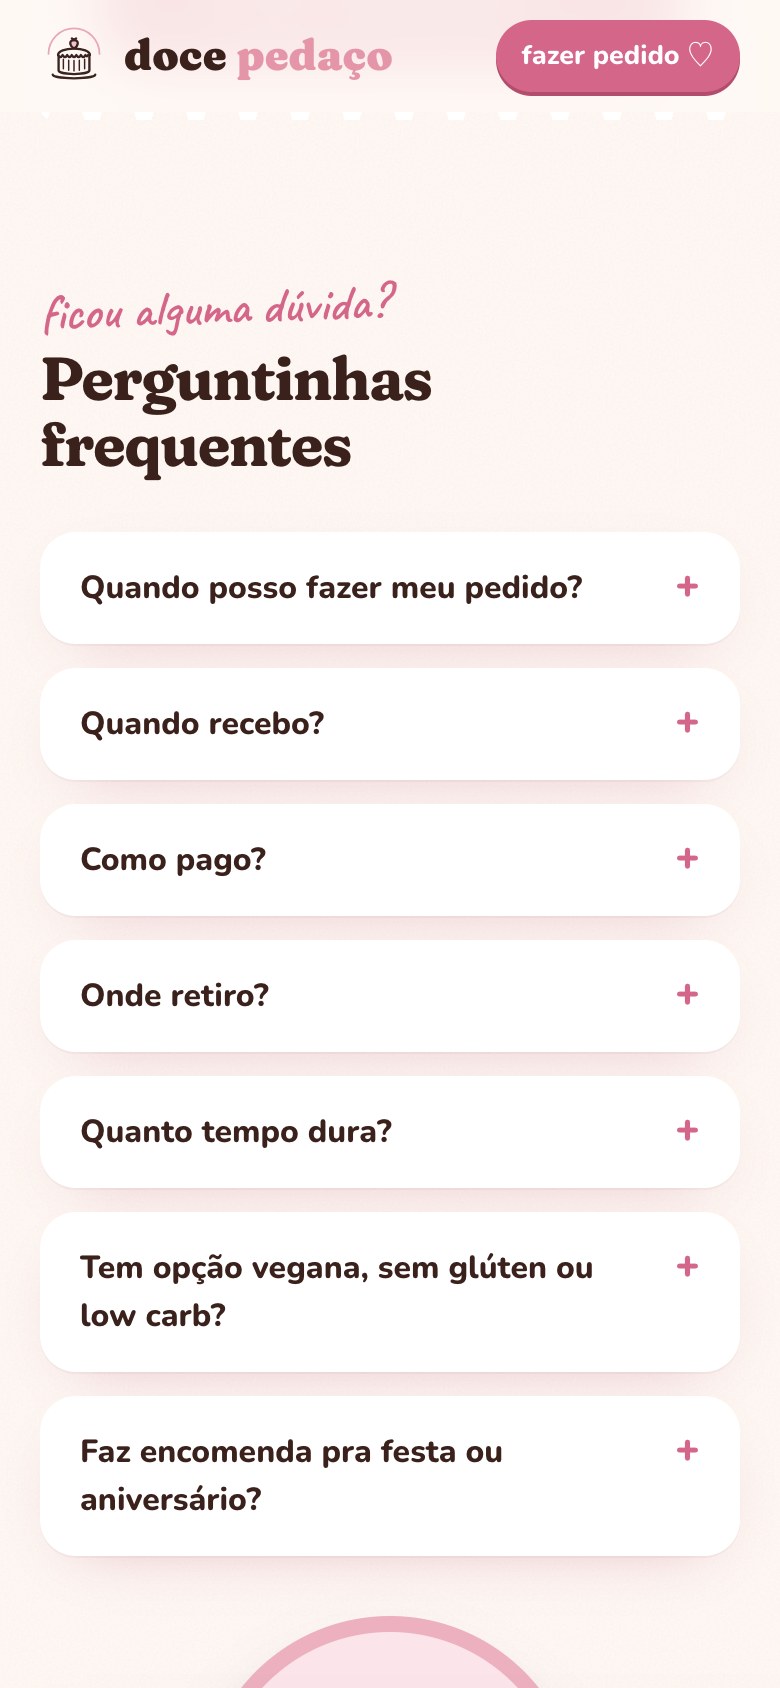 doce pedaço
fazer pedido ♡
ficou alguma dúvida?
Perguntinhas
frequentes
Quando posso fazer meu pedido?
Quando recebo?
Como pago?
Onde retiro?
Quanto tempo dura?
Tem opção vegana, sem glúten ou
low carb?
Faz encomenda pra festa ou
aniversário?